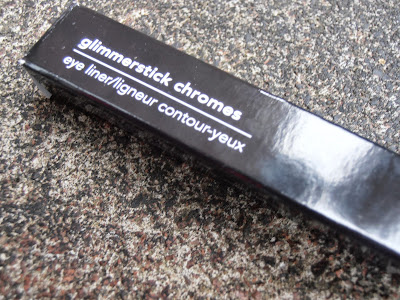 glimmerstick chromes
eye liner/ligneur contour-yeux